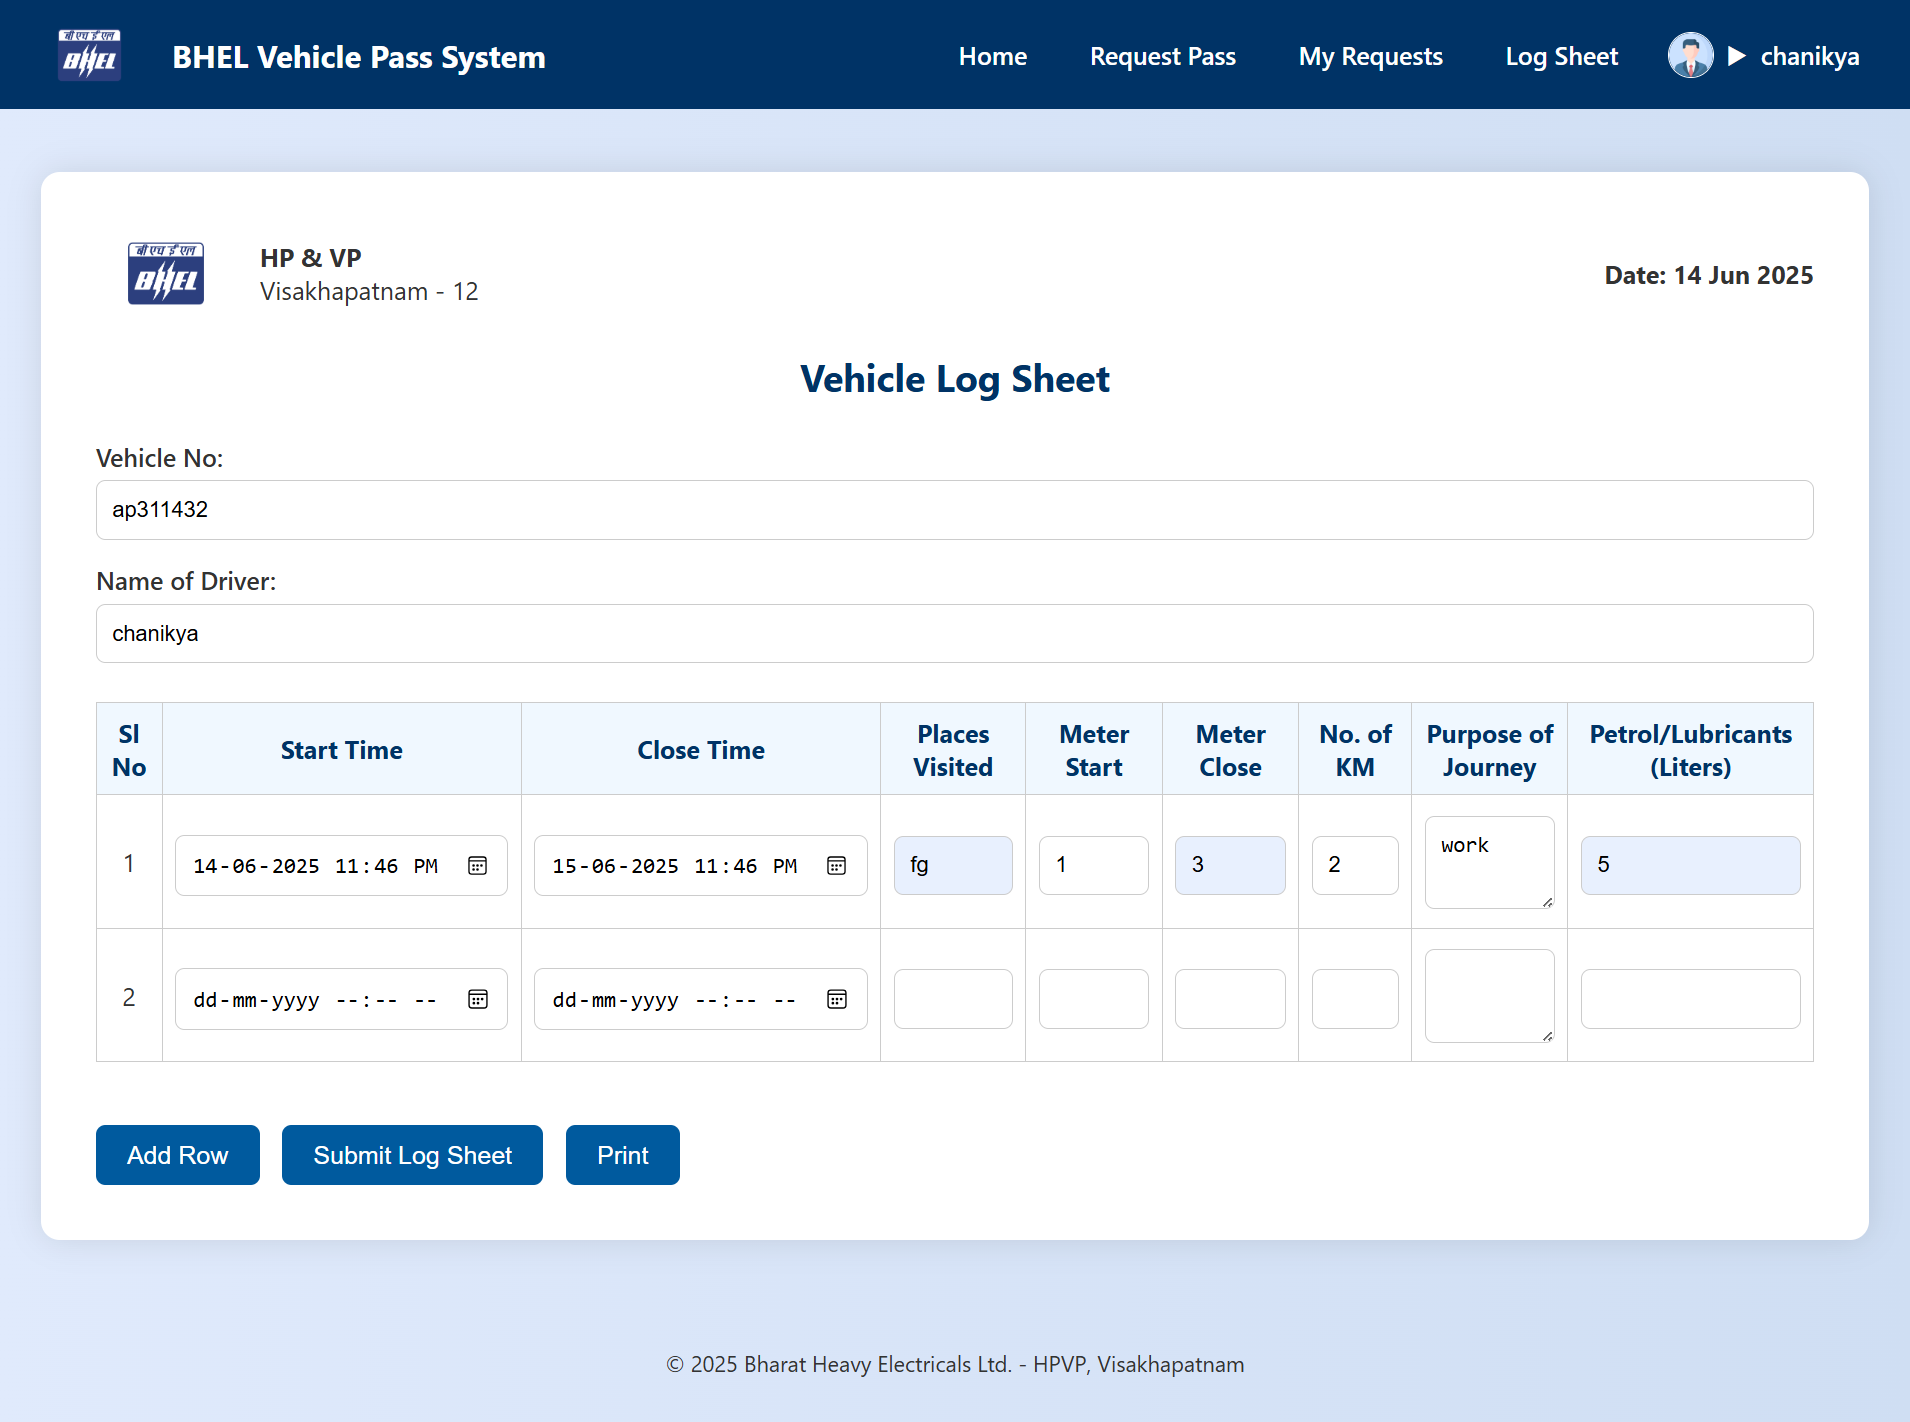 बी एच ई एल
BHEL
BHEL Vehicle Pass System
Home
Request Pass
My Requests
Log Sheet
chanikya
बी एच ई एल
BHEL
HP & VP
Visakhapatnam - 12
Date: 14 Jun 2025
Vehicle Log Sheet
Vehicle No:
ap311432
Name of Driver:
chanikya
Sl
No
Start Time
Close Time
Places
Visited
Meter
Start
Meter
Close
No. of
KM
Purpose of
Journey
Petrol/Lubricants
(Liters)
1
14-06-2025 11:46 PM
15-06-2025 11:46 PM
fg
1
3
2
work
5
2
dd-mm-yyyy --:-- --
dd-mm-yyyy --:-- --
Add Row
Submit Log Sheet
Print
© 2025 Bharat Heavy Electricals Ltd. - HPVP, Visakhapatnam